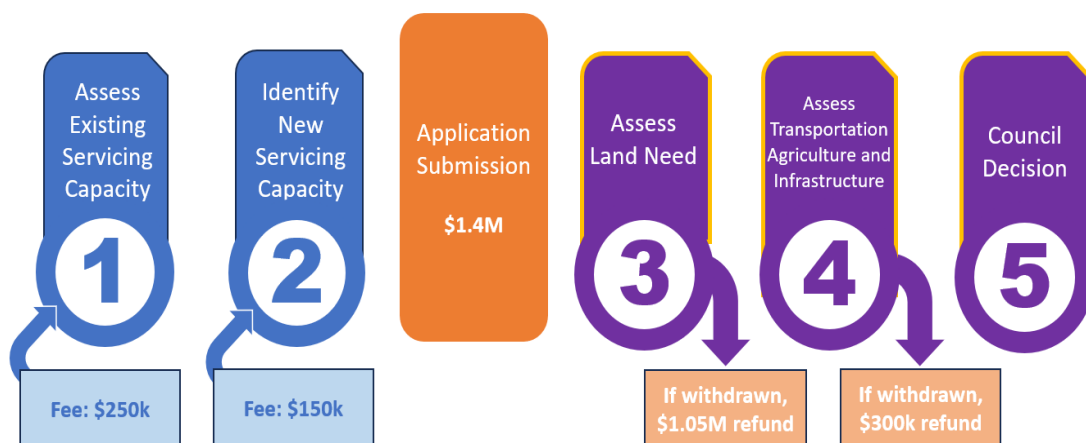 Assess
Existing
Servicing
Capacity
1
Fee: $250k
Identify
New
Servicing
Capacity
2
Fee: $150k
Application
Submission
$1.4M
Assess
Land Need
3
If withdrawn,
$1.05M refund
Assess
Transportation
Agriculture and
Infrastructure
4
If withdrawn,
$300k refund
Council
Decision
5